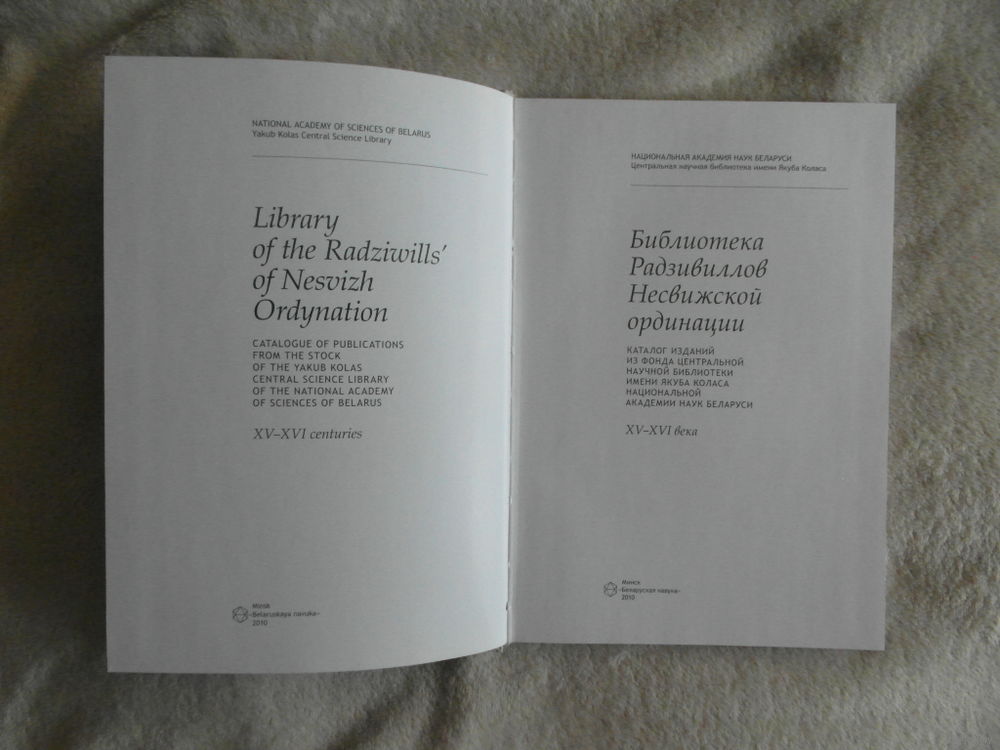 NATIONAL ACADEMY OF SCIENCES OF BELARUS
Yakub Kolas Central Science Library
Library
of the Radziwills’
of Nesvizh
Ordynation
CATALOGUE OF PUBLICATIONS
FROM THE STOCK
OF THE YAKUB KOLAS
CENTRAL SCIENCE LIBRARY
OF THE NATIONAL ACADEMY
OF SCIENCES OF BELARUS
XV–XVI centuries
Minsk
«Belaruskaya navuka»
2010
НАЦИОНАЛЬНАЯ АКАДЕМИЯ НАУК БЕЛАРУСИ
Центральная научная библиотека имени Якуба Коласа
Библиотека
Радзивиллов
Несвижской
ординации
КАТАЛОГ ИЗДАНИЙ
ИЗ ФОНДА ЦЕНТРАЛЬНОЙ
НАУЧНОЙ БИБЛИОТЕКИ
ИМЕНИ ЯКУБА КОЛАСА
НАЦИОНАЛЬНОЙ
АКАДЕМИИ НАУК БЕЛАРУСИ
XV–XVI века
Минск
«Беларуская навука»
2010